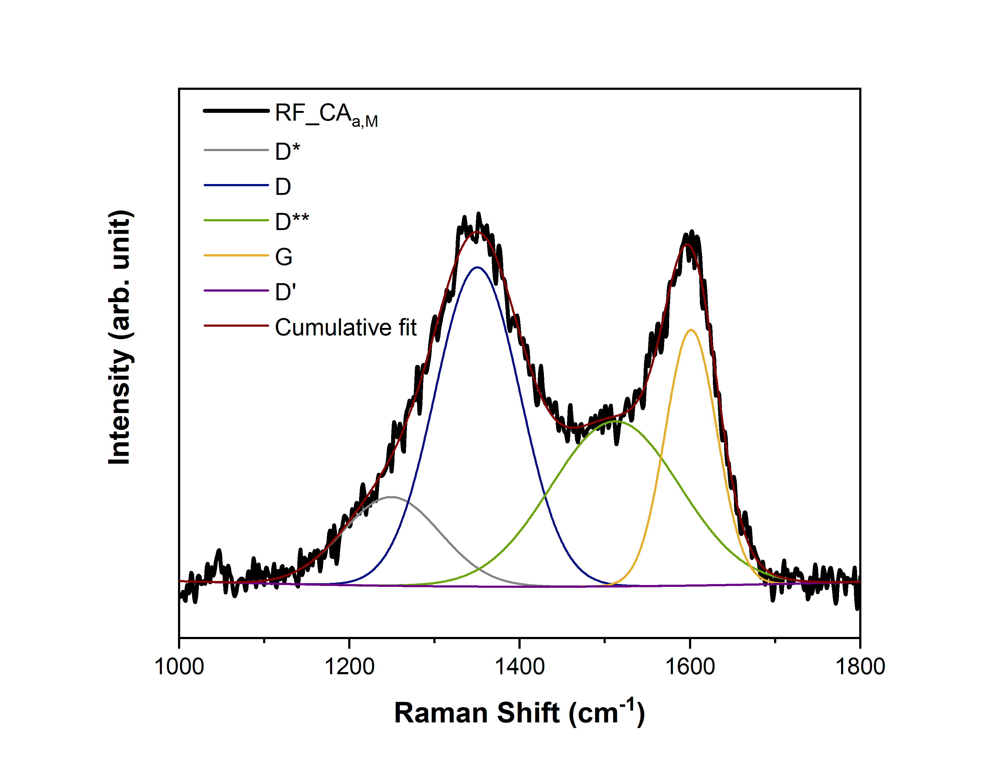 RF_CAa,M
D*
D
D**
G
D'
Cumulative fit
Intensity (arb. unit)
1000 1200 1400 1600 1800
Raman Shift (cm-1)